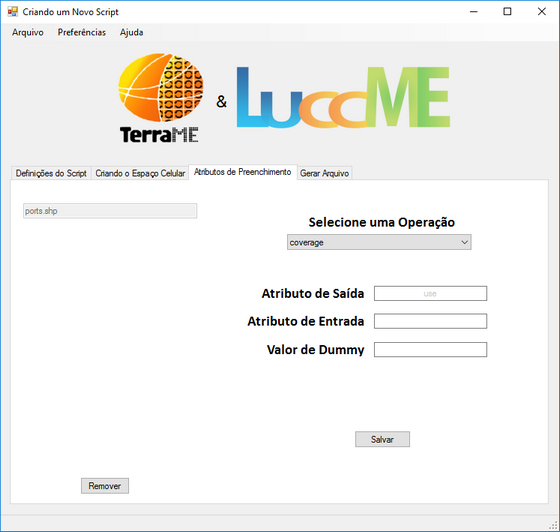 Criando um Novo Script
Arquivo Preferências Ajuda
TerraME & LuccME
Definições do Script Criando o Espaço Celular Atributos de Preenchimento Gerar Arquivo
ports.shp
Selecione uma Operação
coverage
Atributo de Saída use
Atributo de Entrada
Valor de Dummy
Salvar
Remover